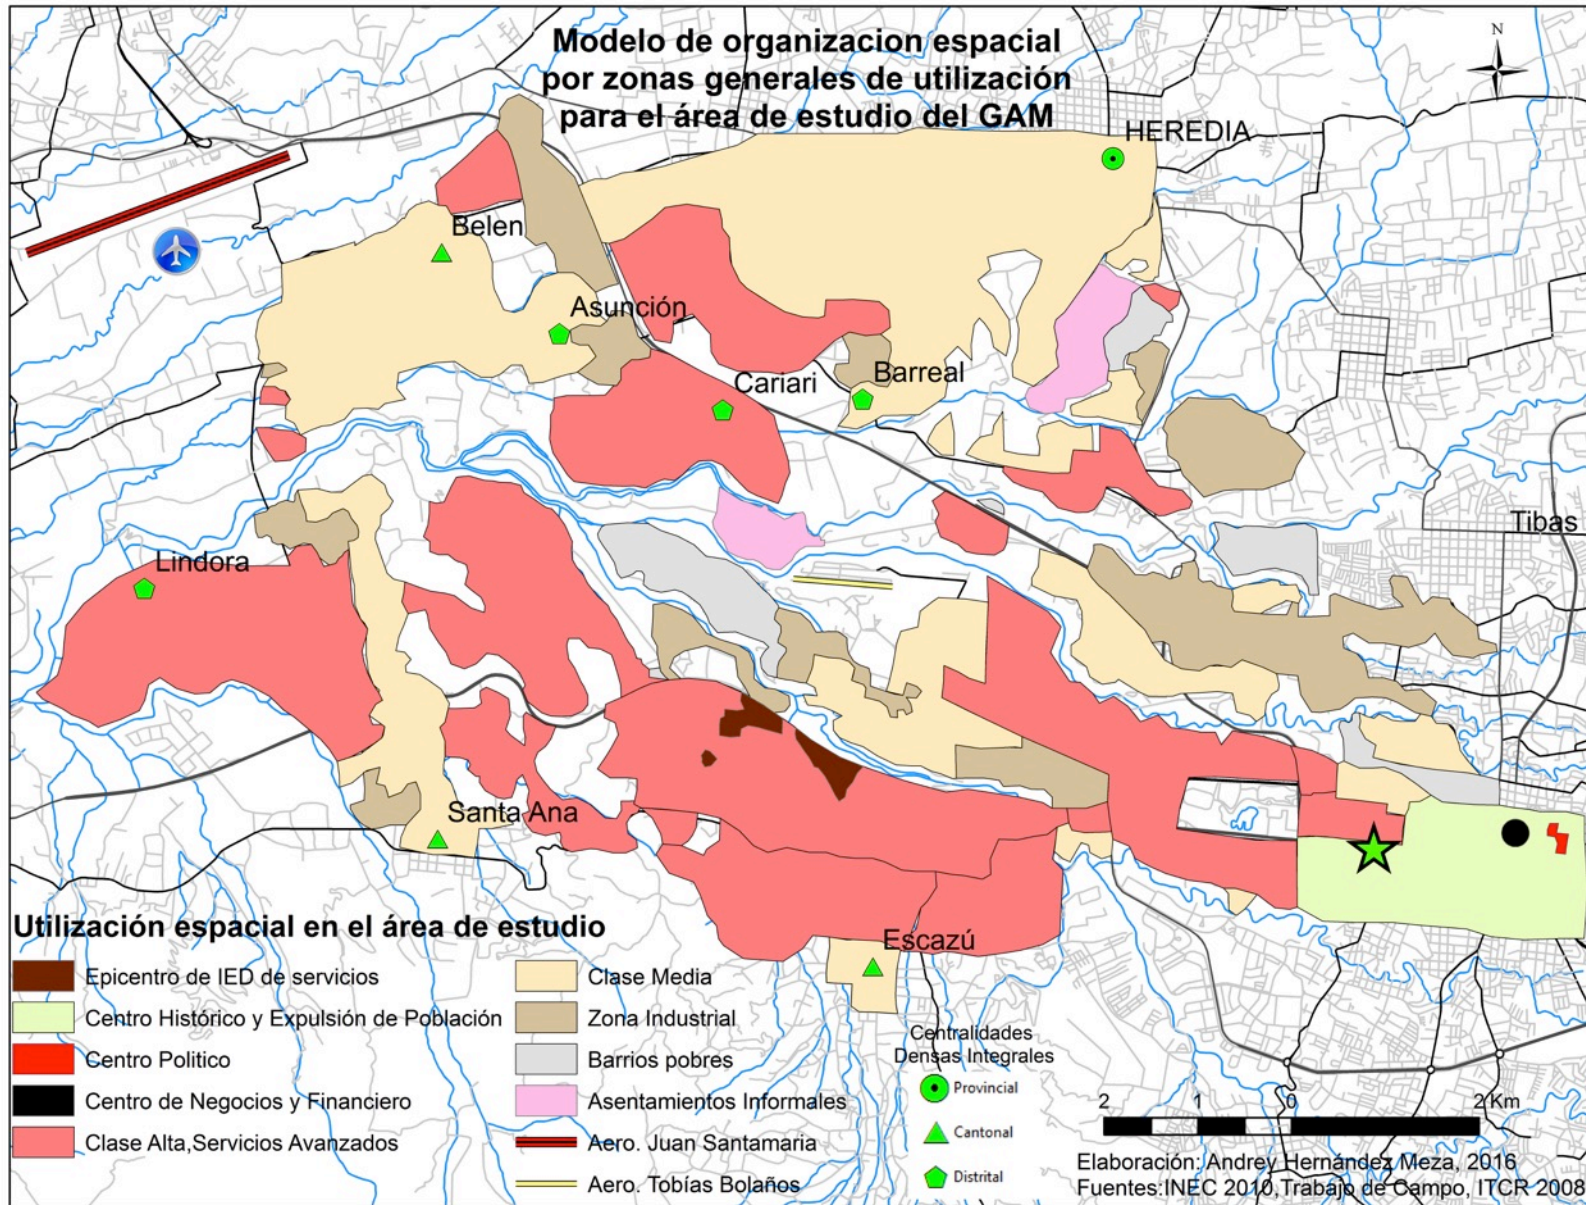 Modelo de organizacion espacial
por zonas generales de utilización
para el área de estudio del GAM
N
HEREDIA
Belen
Asunción
Cariari
Barreal
Tibas
Lindora
Santa Ana
Escazú
Utilización espacial en el área de estudio
Epicentro de IED de servicios
Centro Histórico y Expulsión de Población
Centro Politico
Centro de Negocios y Financiero
Clase Alta,Servicios Avanzados
Clase Media
Zona Industrial
Barrios pobres
Asentamientos Informales
Aero. Juan Santamaria
Aero. Tobías Bolaños
Centralidades
Densas Integrales
Provincial
Cantonal
Distrital
2 1 0 2 Km
Elaboración: Andrey Hernández Meza, 2016
Fuentes:INEC 2010,Trabajo de Campo, ITCR 2008